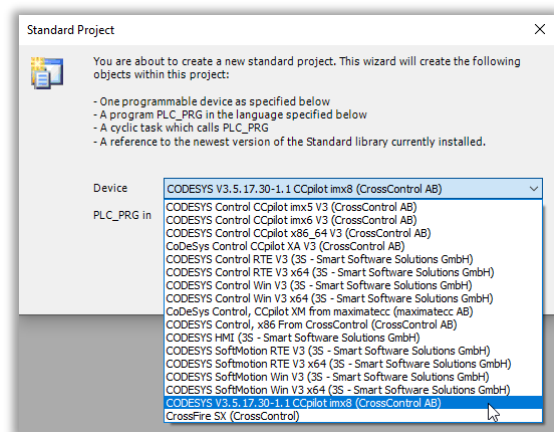 Standard Project
You are about to create a new standard project. This wizard will create the following
objects within this project:
- One programmable device as specified below
- A program PLC_PRG in the language specified below
- A cyclic task which calls PLC_PRG
- A reference to the newest version of the Standard library currently installed.
Device
CODESYS V3.5.17.30-1.1 CCpilot imx8 (CrossControl AB)
PLC_PRG in
CODESYS Control CCpilot imx5 V3 (CrossControl AB)
CODESYS Control CCpilot imx6 V3 (CrossControl AB)
CODESYS Control CCpilot x86_64 V3 (CrossControl AB)
CoDeSys Control CCpilot XA V3 (CrossControl AB)
CODESYS Control RTE V3 (3S - Smart Software Solutions GmbH)
CODESYS Control RTE V3 x64 (3S - Smart Software Solutions GmbH)
CODESYS Control Win V3 (3S - Smart Software Solutions GmbH)
CODESYS Control Win V3 x64 (3S - Smart Software Solutions GmbH)
CoDeSys Control, CCpilot XM from maximatecc (maximatecc AB)
CODESYS Control, x86 From CrossControl (CrossControl AB)
CODESYS HMI (3S - Smart Software Solutions GmbH)
CODESYS SoftMotion RTE V3 (3S - Smart Software Solutions GmbH)
CODESYS SoftMotion RTE V3 x64 (3S - Smart Software Solutions GmbH)
CODESYS SoftMotion Win V3 (3S - Smart Software Solutions GmbH)
CODESYS SoftMotion Win V3 x64 (3S - Smart Software Solutions GmbH)
CODESYS V3.5.17.30-1.1 CCpilot imx8 (CrossControl AB)
CrossFire SX (CrossControl)